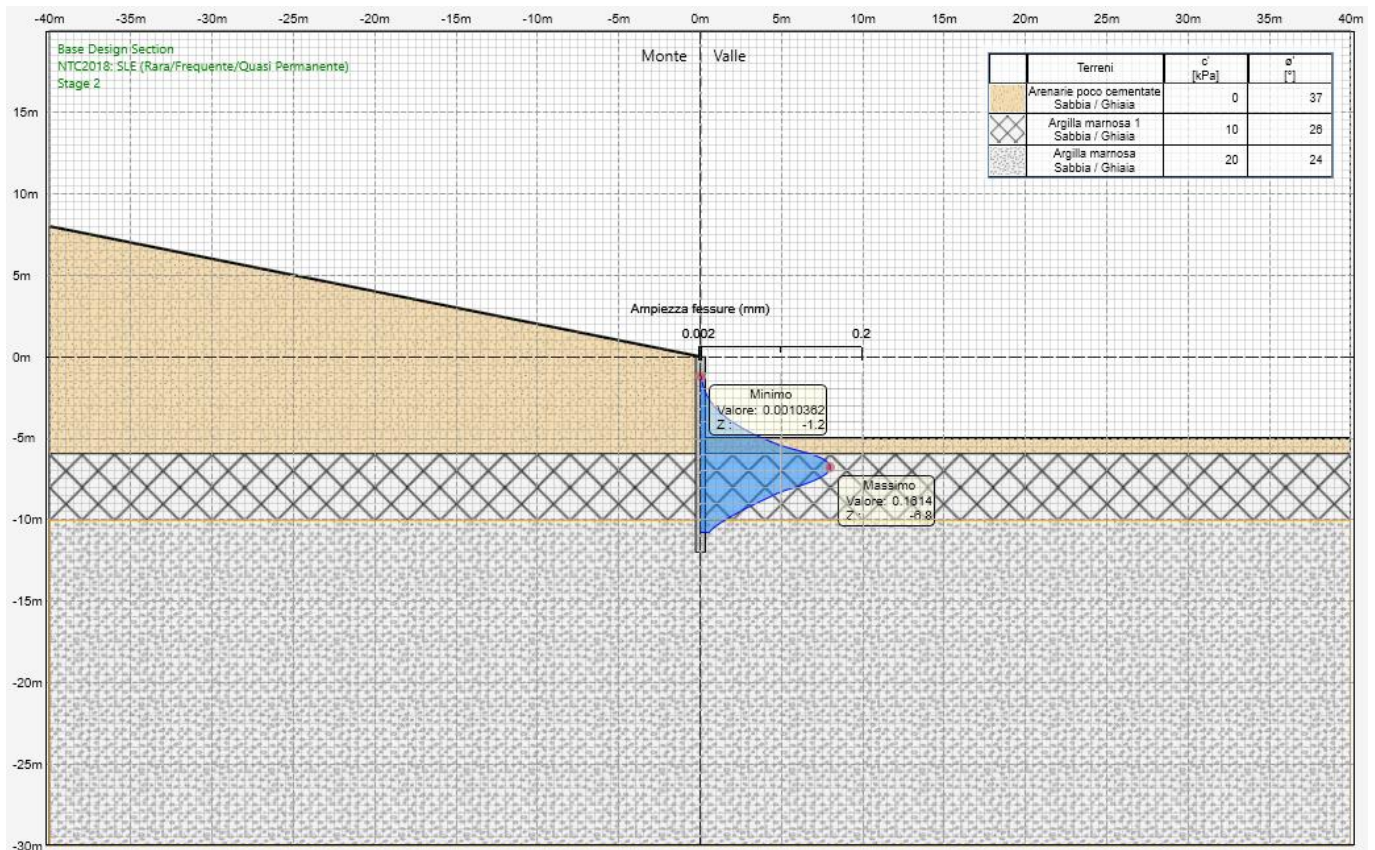 -40m -35m -30m -25m -20m -15m -10m -5m 0m 5m 10m 15m 20m 25m 30m 35m 40m
Base Design Section
NTC2018: SLE (Rara/Frequente/Quasi Permanente)
Stage 2
Monte Valle
Terreni c' ø'
[kPa] [°]
Arenarie poco cementate
Sabbia / Ghiaia 0 37
Argilla marnosa 1
Sabbia / Ghiaia 10 26
Argilla marnosa
Sabbia / Ghiaia 20 24
15m
10m
5m
Ampiezza fessure (mm)
0.002 0.2
0m
Minimo
Valore: 0.0010362
Z : -1.2
-5m
Massimo
Valore: 0.1614
Z : -6.8
-10m
-15m
-20m
-25m
-30m